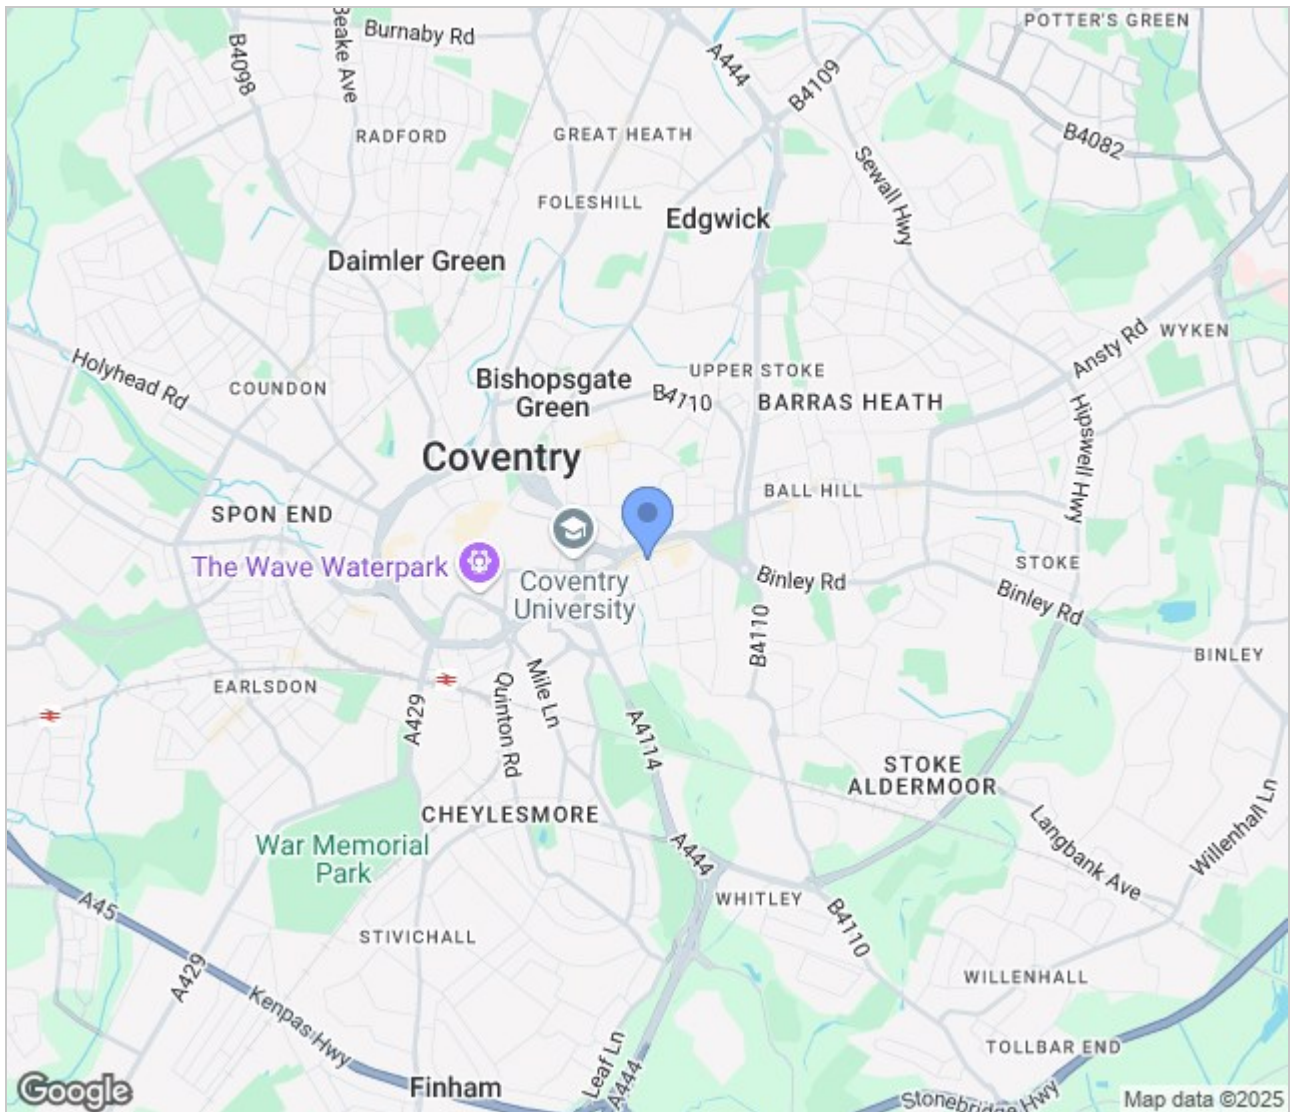 POTTER'S GREEN
Burnaby Rd
Beake Ave
B4098
A444
B4109
B4082
RADFORD
GREAT HEATH
Sewall Hwy
FOLESHILL
Edgwick
Daimler Green
WYKEN
Ansty Rd
Holyhead Rd
COUNDON
Bishopsgate
Green
UPPER STOKE
B4110
BARRAS HEATH
Hipswell Hwy
Coventry
BALL HILL
SPON END
The Wave Waterpark
Coventry
University
Binley Rd
STOKE
Binley Rd
B4110
BINLEY
EARLSDON
A429
Quinton Rd
Mile Ln
A4114
STOKE
ALDERMOOR
CHEYLESMORE
Langbank Ave
Willenhall Ln
War Memorial
Park
A444
WHITLEY
A45
B4110
STIVICHALL
A429
WILLENHALL
Kenpas Hwy
TOLLBAR END
Leaf Ln
A444
Finham
Stonebridge Hwy
Google
Map data ©2025